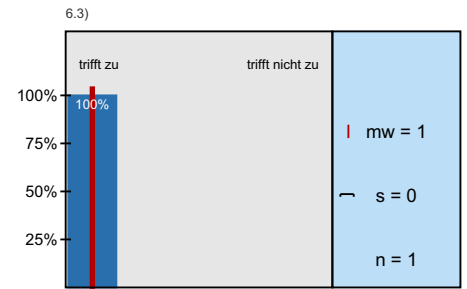 6.3)
trifft zu trifft nicht zu
100%
100%
75%
50%
25%
mw = 1
s = 0
n = 1